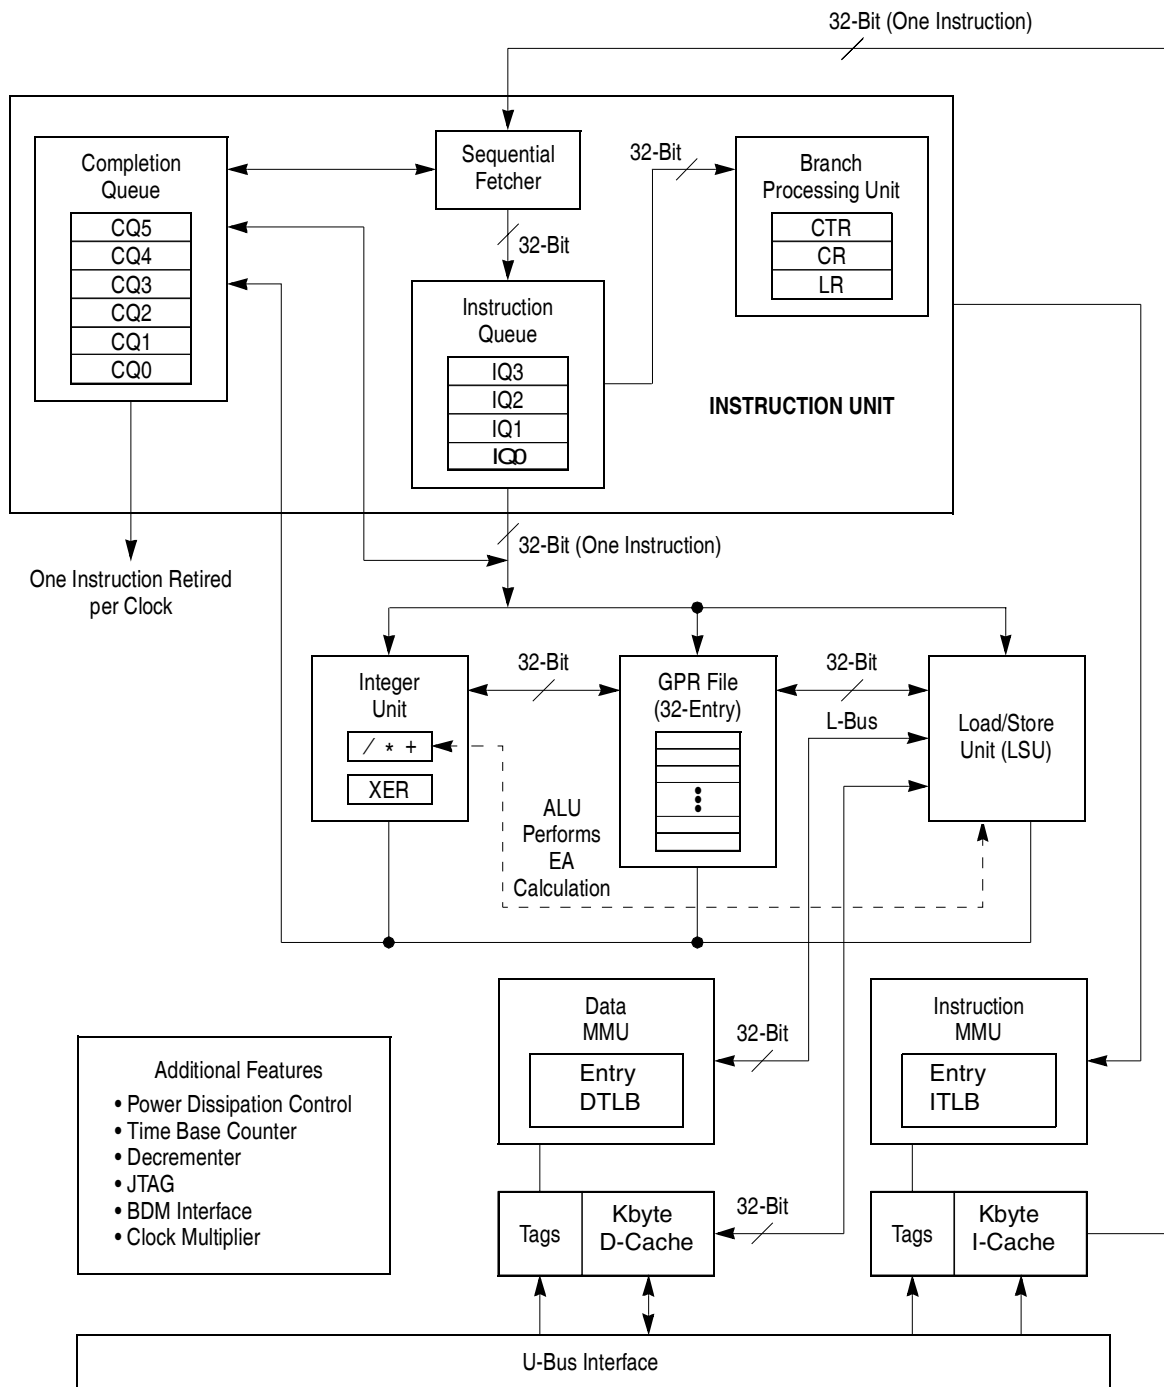 32-Bit (One Instruction)
Completion
Queue
CQ5
CQ4
CQ3
CQ2
CQ1
CQ0
Sequential
Fetcher
32-Bit
Instruction
Queue
IQ3
IQ2
IQ1
IQ0
32-Bit
Branch
Processing Unit
CTR
CR
LR
INSTRUCTION UNIT
32-Bit (One Instruction)
One Instruction Retired
per Clock
Integer
Unit
/ * +
XER
32-Bit
GPR File
(32-Entry)
32-Bit
L-Bus
Load/Store
Unit (LSU)
ALU
Performs
EA
Calculation
Data
MMU
Entry
DTLB
32-Bit
Instruction
MMU
Entry
ITLB
Additional Features
• Power Dissipation Control
• Time Base Counter
• Decrementer
• JTAG
• BDM Interface
• Clock Multiplier
Tags
Kbyte
D-Cache
32-Bit
Tags
Kbyte
I-Cache
U-Bus Interface